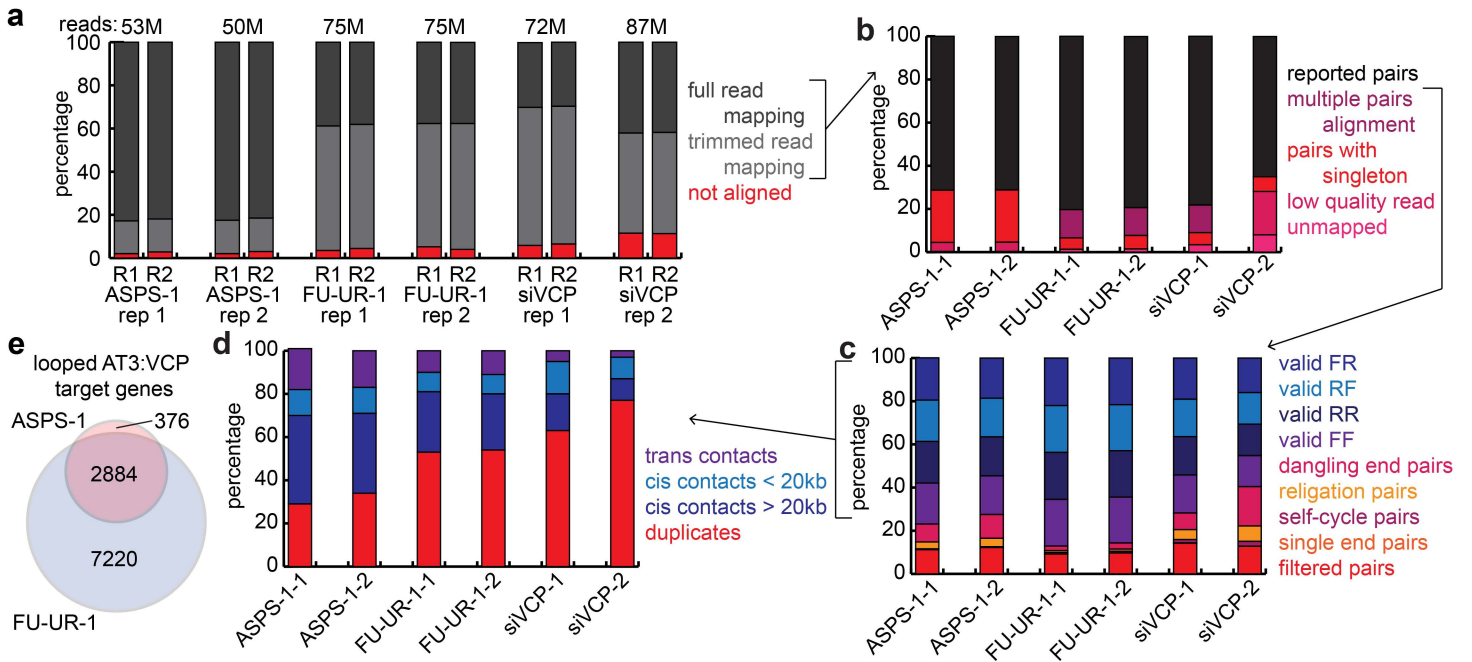 a
reads: 53M 50M 75M 75M 72M 87M
100
80
60
40
20
0
percentage
R1 R2 R1 R2 R1 R2 R1 R2 R1 R2 R1 R2
ASPS-1 ASPS-1 FU-UR-1 FU-UR-1 siVCP siVCP
rep 1 rep 2 rep 1 rep 2 rep 1 rep 2
full read
mapping
trimmed read
mapping
not aligned
b
100
80
60
40
20
0
percentage
ASPS-1-1
ASPS-1-2
FU-UR-1-1
FU-UR-1-2
siVCP-1
siVCP-2
reported pairs
multiple pairs
alignment
pairs with
singleton
low quality read
unmapped
e
looped AT3:VCP
target genes
ASPS-1
376
2884
7220
FU-UR-1
d
100
80
60
40
20
0
percentage
ASPS-1-1
ASPS-1-2
FU-UR-1-1
FU-UR-1-2
siVCP-1
siVCP-2
trans contacts
cis contacts < 20kb
cis contacts > 20kb
duplicates
c
100
80
60
40
20
0
percentage
ASPS-1-1
ASPS-1-2
FU-UR-1-1
FU-UR-1-2
siVCP-1
siVCP-2
valid FR
valid RF
valid RR
valid FF
dangling end pairs
religation pairs
self-cycle pairs
single end pairs
filtered pairs